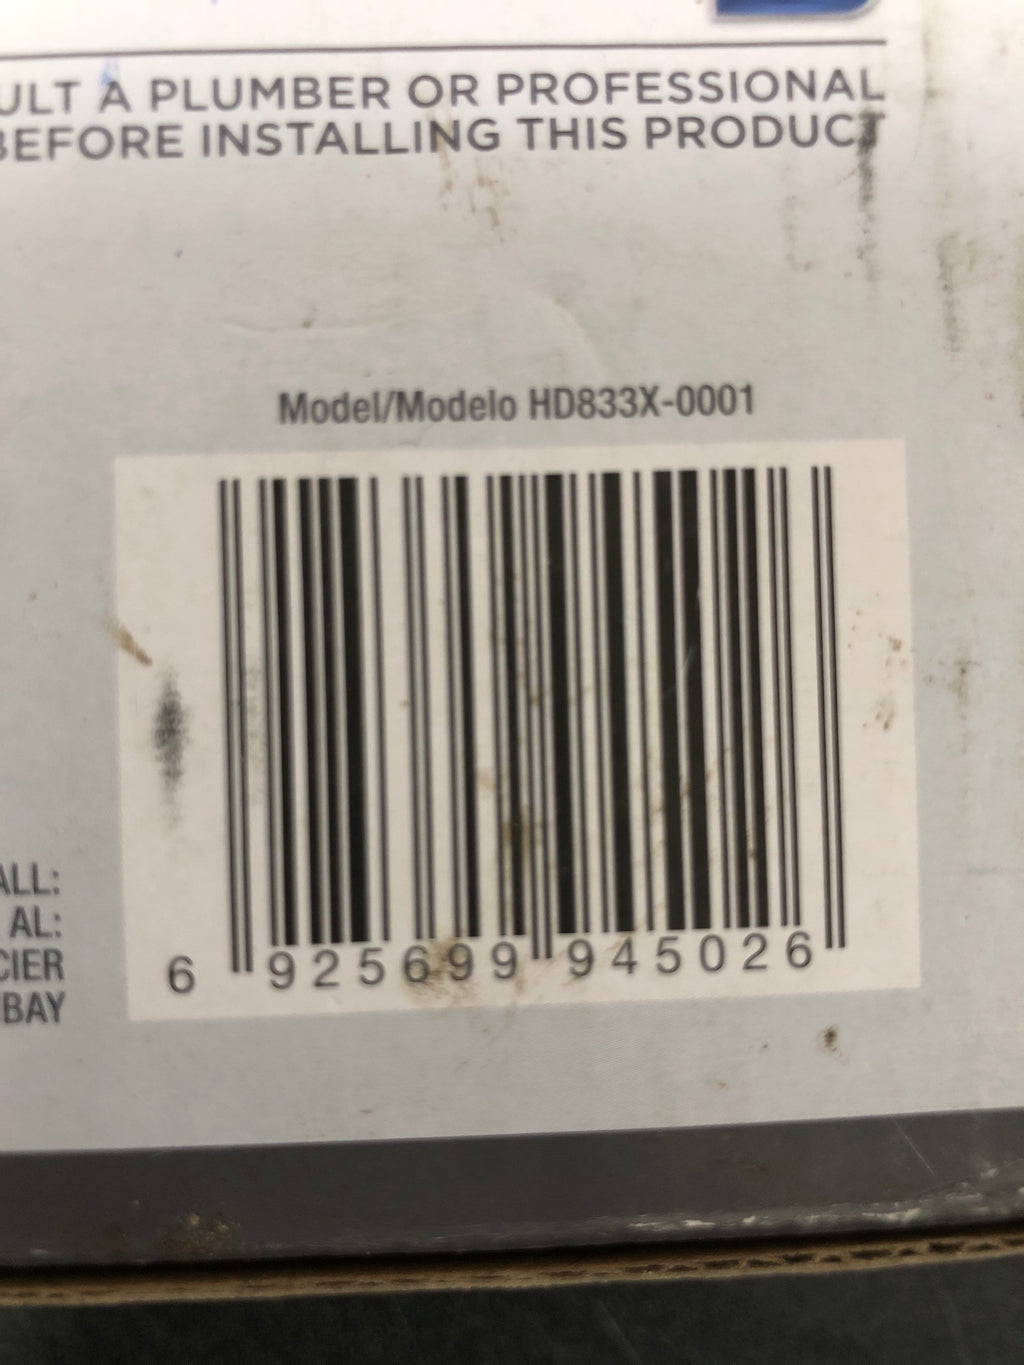 ULT A PLUMBER OR PROFESSIONAL
BEFORE INSTALLING THIS PRODUCT
Model/Modelo HD833X-0001
6 925699 945026
ALL:
AL:
CIER
BAY